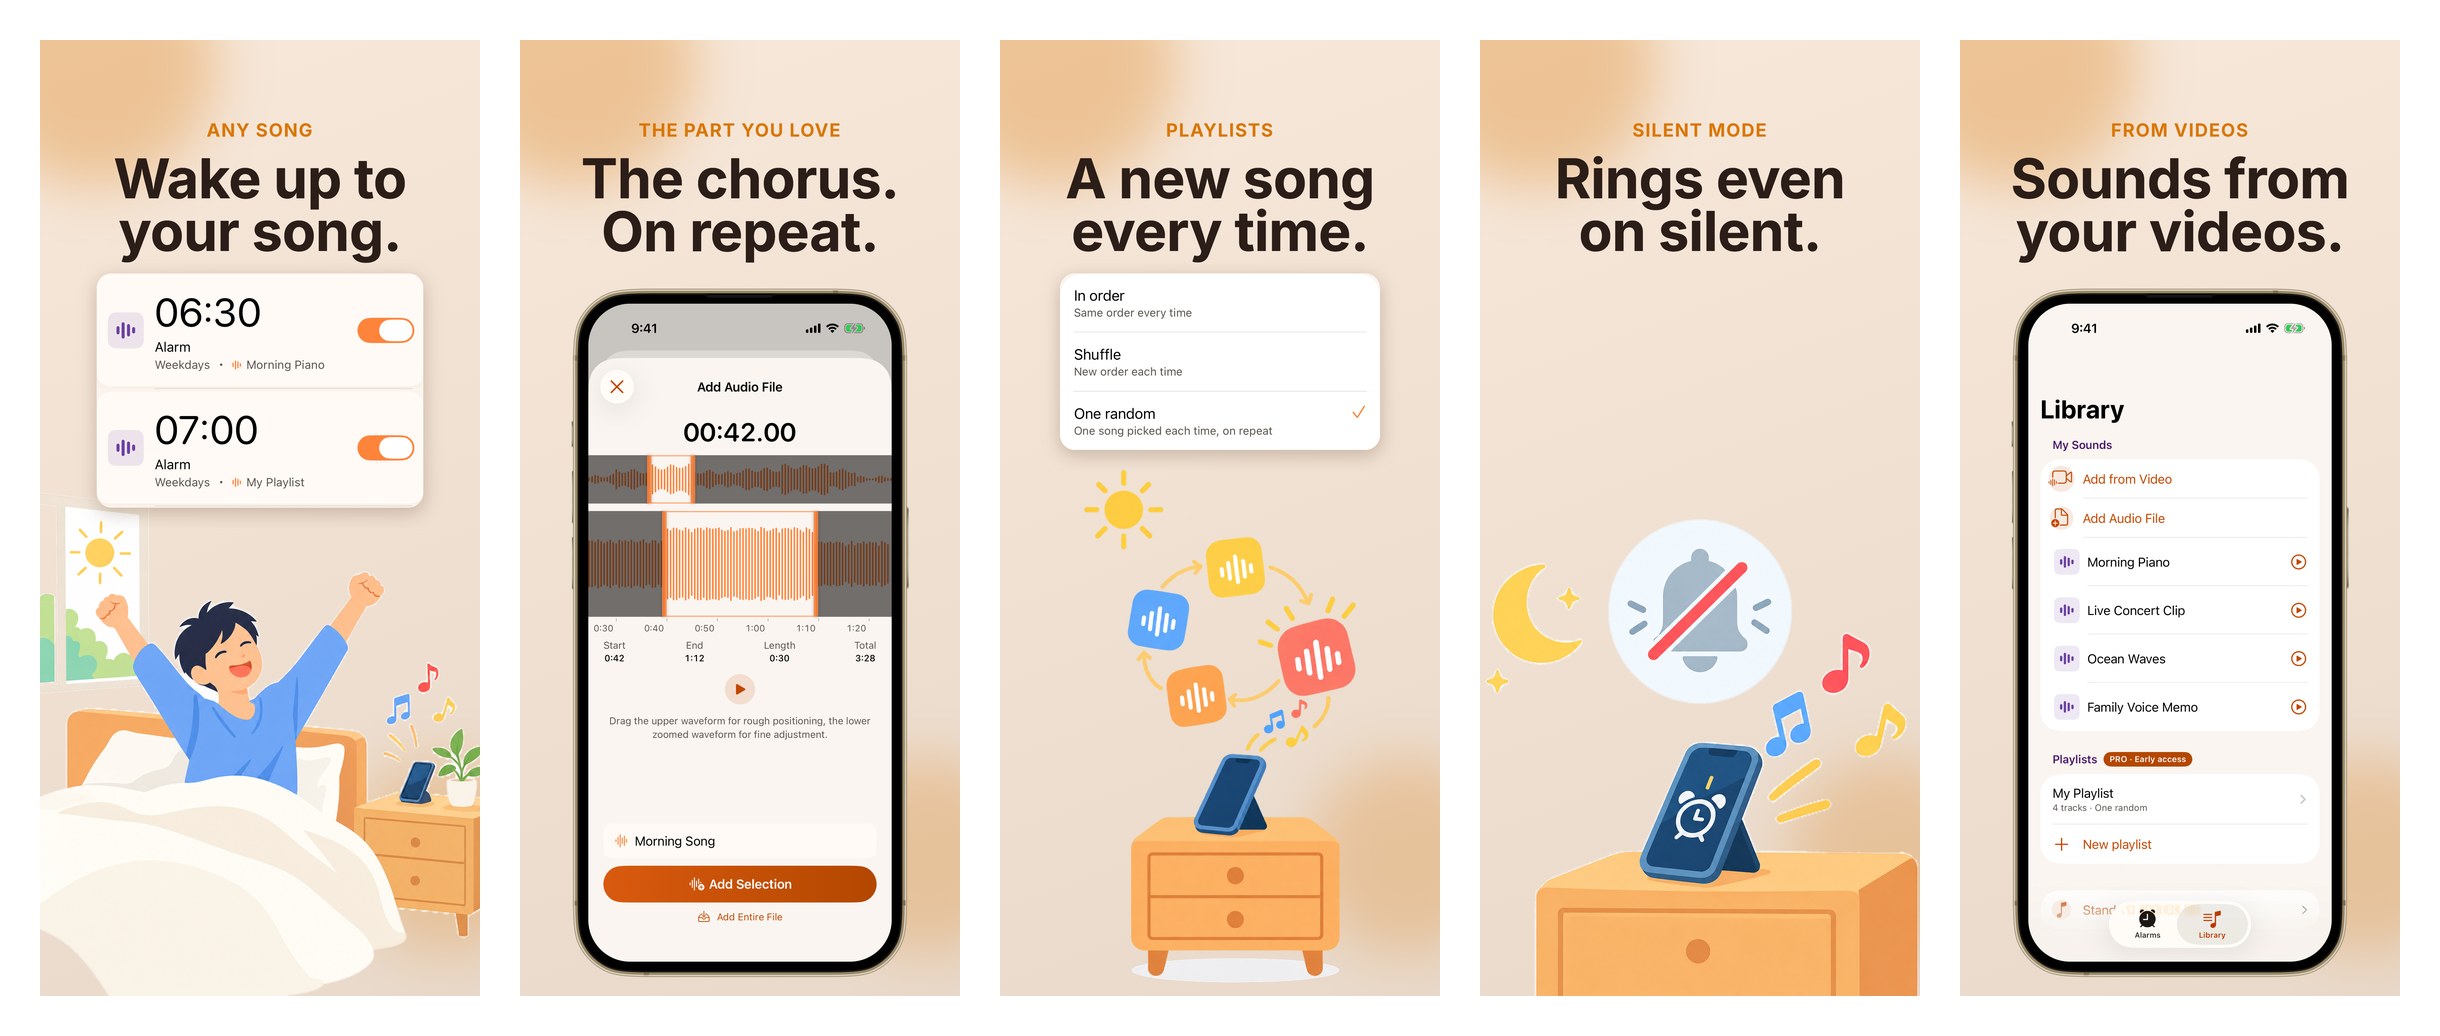 ANY SONG
Wake up to
your song.
06:30
Alarm
Weekdays • Morning Piano
07:00
Alarm
Weekdays • My Playlist
THE PART YOU LOVE
The chorus.
On repeat.
9:41
Add Audio File
00:42.00
0:30 0:40 0:50 1:00 1:10 1:20
Start End Length Total
0:42 1:12 0:30 3:28
Drag the upper waveform for rough positioning, the lower
zoomed waveform for fine adjustment.
Morning Song
Add Selection
Add Entire File
PLAYLISTS
A new song
every time.
In order
Same order every time
Shuffle
New order each time
One random
One song picked each time, on repeat
SILENT MODE
Rings even
on silent.
FROM VIDEOS
Sounds from
your videos.
9:41
Library
My Sounds
Add from Video
Add Audio File
Morning Piano
Live Concert Clip
Ocean Waves
Family Voice Memo
Playlists PRO · Early access
My Playlist
4 tracks · One random
New playlist
Alarms Library